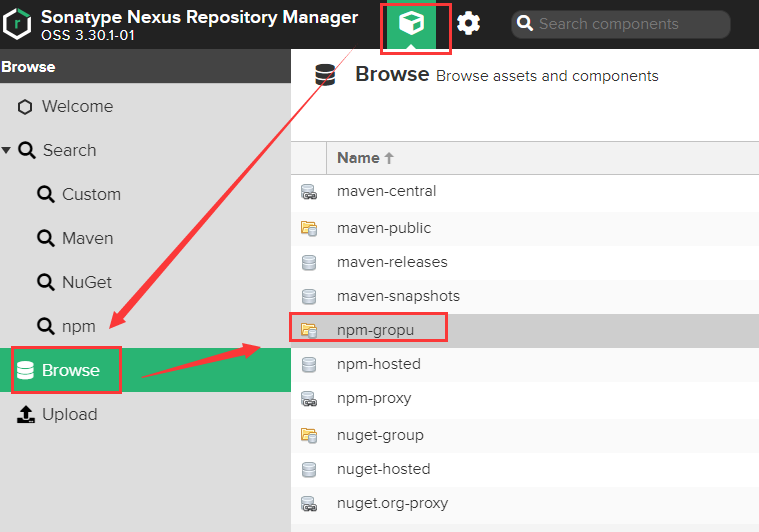 Sonatype Nexus Repository Manager
OSS 3.30.1-01
Search components
Browse
Welcome
Search
Custom
Maven
NuGet
npm
Browse
Upload
Browse Browse assets and components
Name
maven-central
maven-public
maven-releases
maven-snapshots
npm-gropu
npm-hosted
npm-proxy
nuget-group
nuget-hosted
nuget.org-proxy